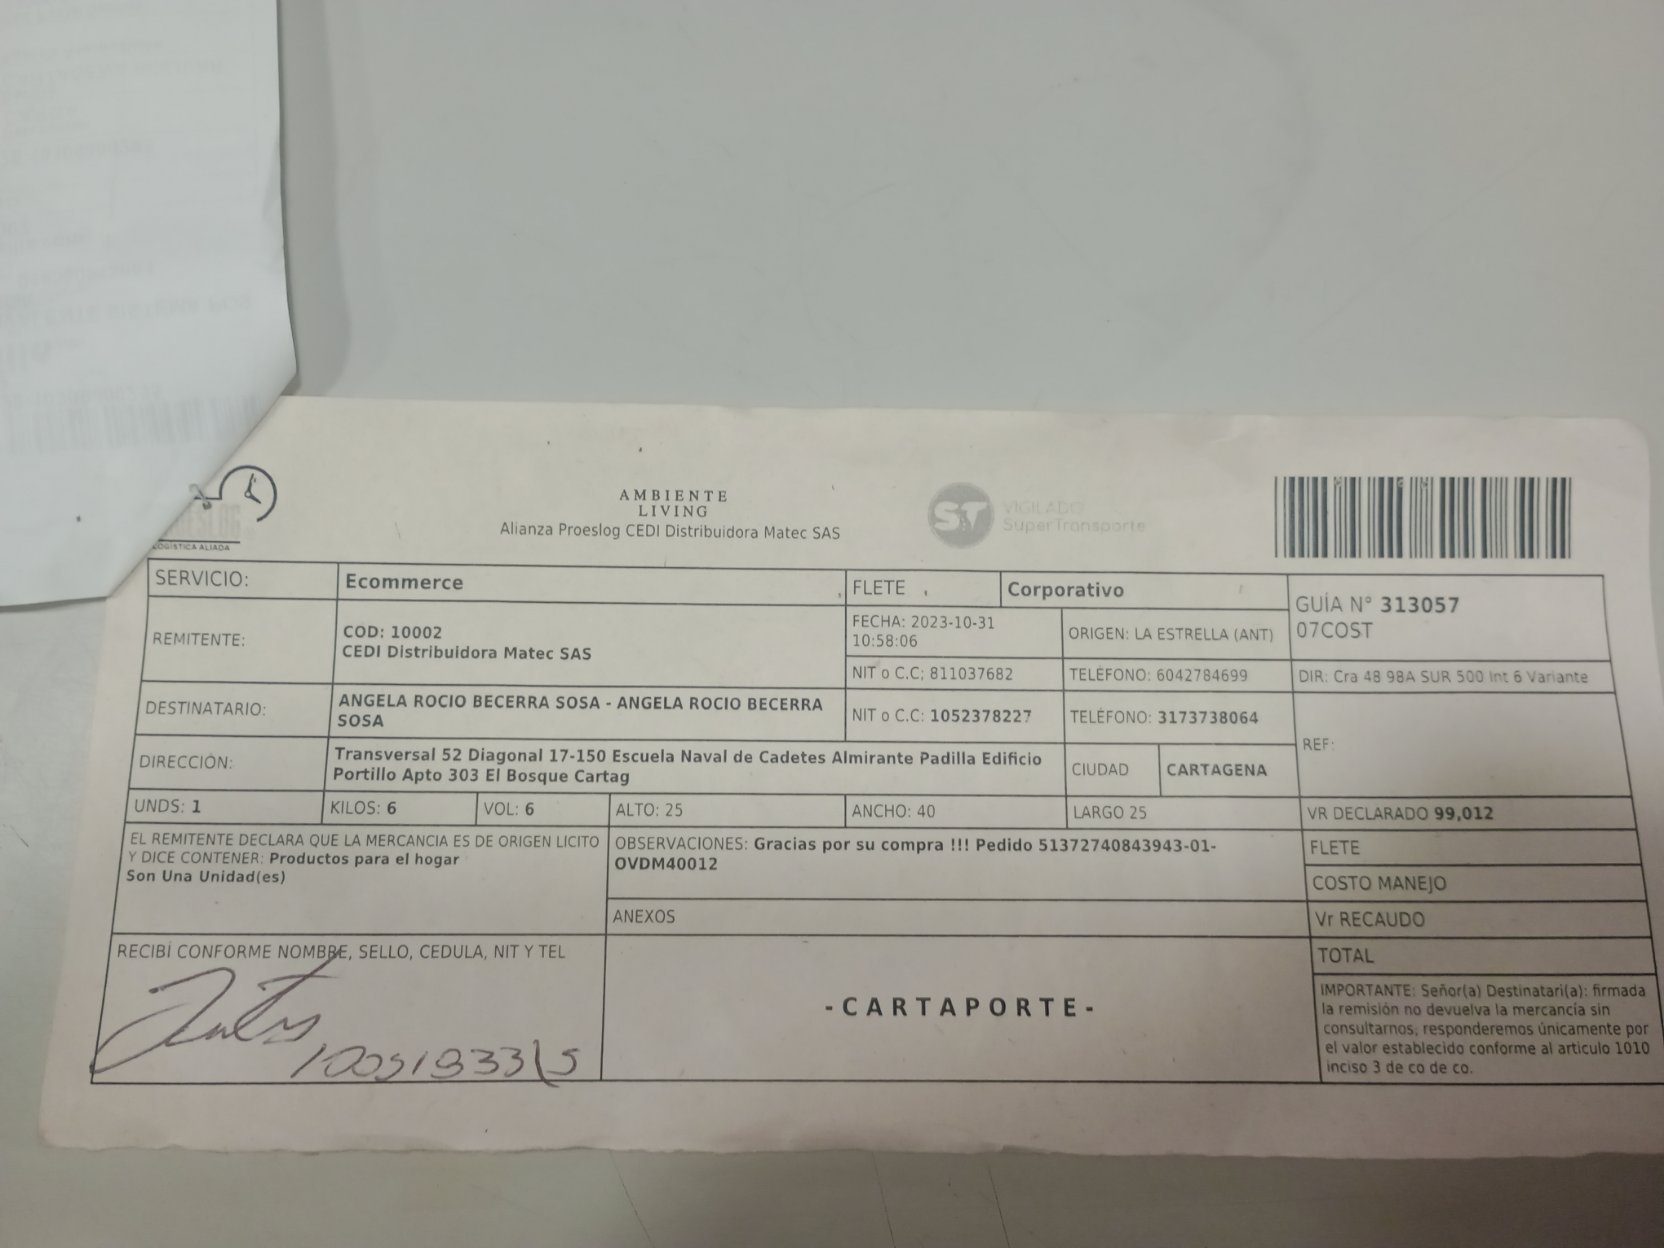 LOGÍSTICA ALIADA
AMBIENTE
LIVING
Alianza Proeslog CEDI Distribuidora Matec SAS
ST VIGILADO
SuperTransporte
SERVICIO: Ecommerce FLETE Corporativo
GUÍA N° 313057
07COST
REMITENTE: COD: 10002
CEDI Distribuidora Matec SAS
FECHA: 2023-10-31
10:58:06
ORIGEN: LA ESTRELLA (ANT)
NIT o C.C: 811037682 TELÉFONO: 6042784699 DIR: Cra 48 98A SUR 500 Int 6 Variante
DESTINATARIO: ANGELA ROCIO BECERRA SOSA - ANGELA ROCIO BECERRA
SOSA
NIT o C.C: 1052378227 TELÉFONO: 3173738064
REF:
DIRECCIÓN: Transversal 52 Diagonal 17-150 Escuela Naval de Cadetes Almirante Padilla Edificio
Portillo Apto 303 El Bosque Cartag
CIUDAD CARTAGENA
UNDS: 1 KILOS: 6 VOL: 6 ALTO: 25 ANCHO: 40 LARGO 25 VR DECLARADO 99,012
EL REMITENTE DECLARA QUE LA MERCANCIA ES DE ORIGEN LICITO
Y DICE CONTENER: Productos para el hogar
Son Una Unidad(es)
OBSERVACIONES: Gracias por su compra !!! Pedido 51372740843943-01-
OVDM40012
ANEXOS
FLETE
COSTO MANEJO
Vr RECAUDO
TOTAL
RECIBÍ CONFORME NOMBRE, SELLO, CEDULA, NIT Y TEL
-CARTAPORTE-
IMPORTANTE: Señor(a) Destinatari(a): firmada
la remisión no devuelva la mercancía sin
consultarnos; responderemos únicamente por
el valor establecido conforme al articulo 1010
inciso 3 de co de co.